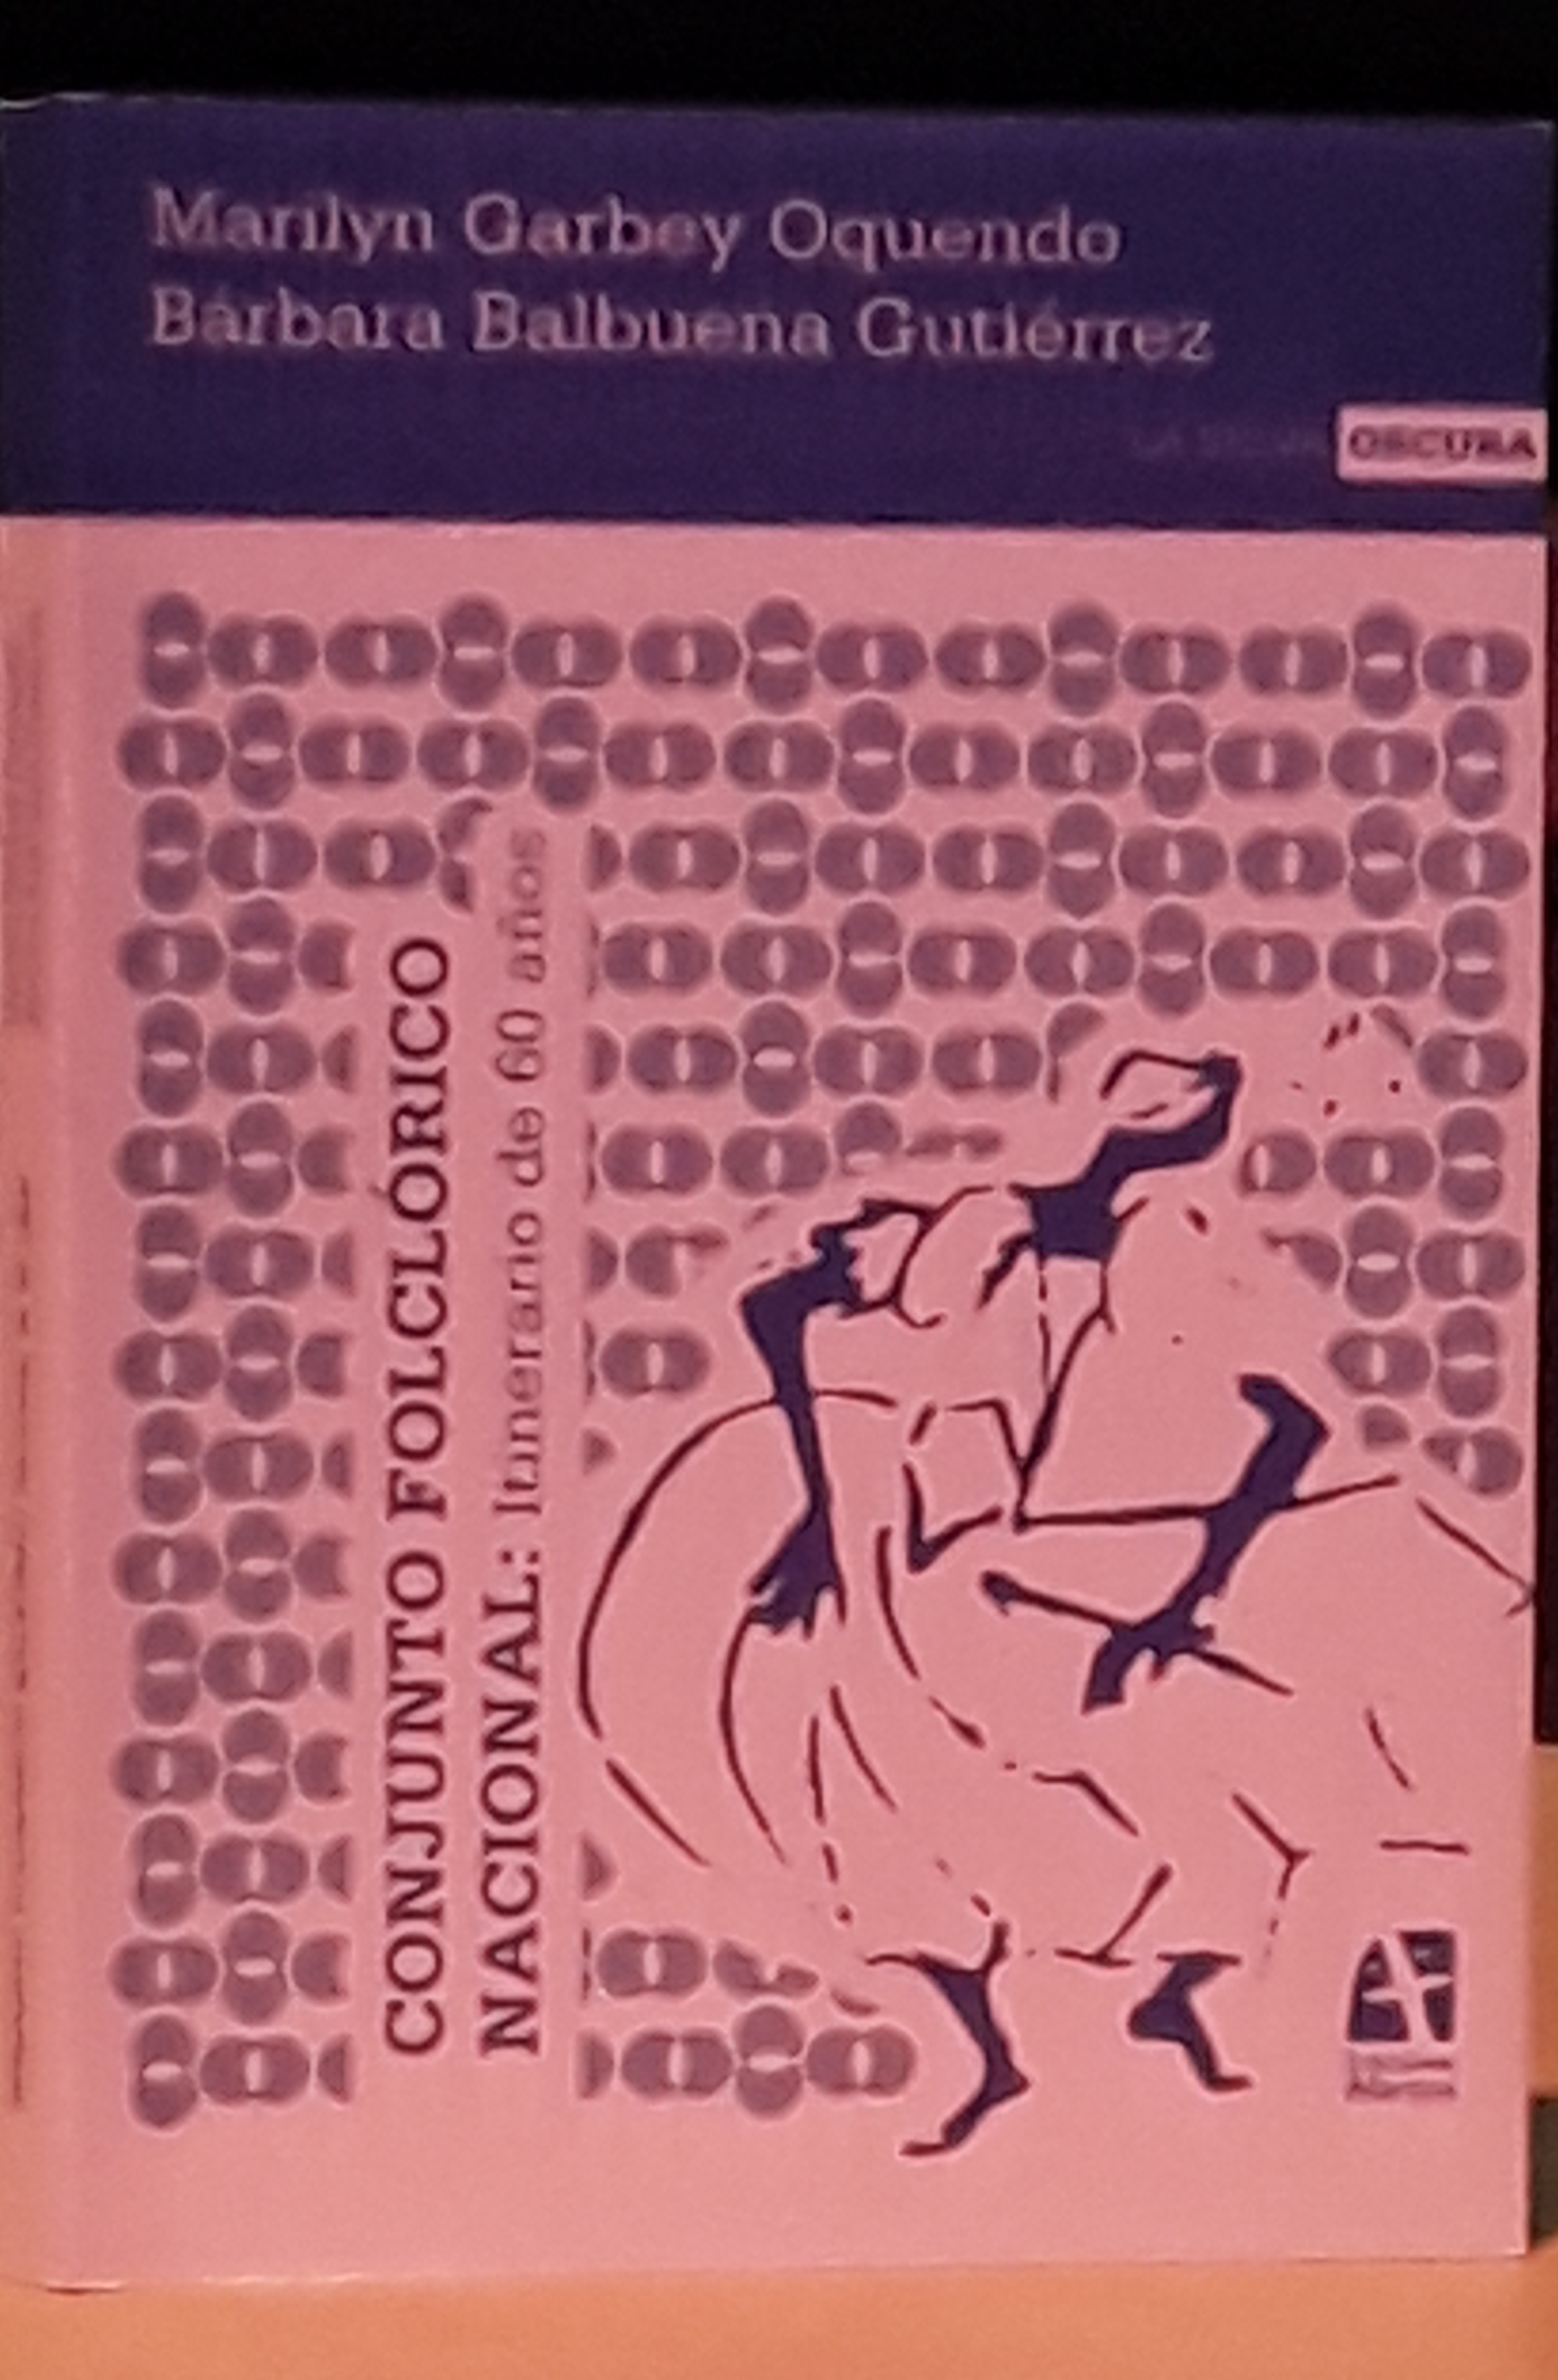 Marilyn Garbey Oquendo
Bárbara Balbuena Gutiérrez
OSCURA
CONJUNTO FOLCLÓRICO
NACIONAL: Itinerario de 60 años